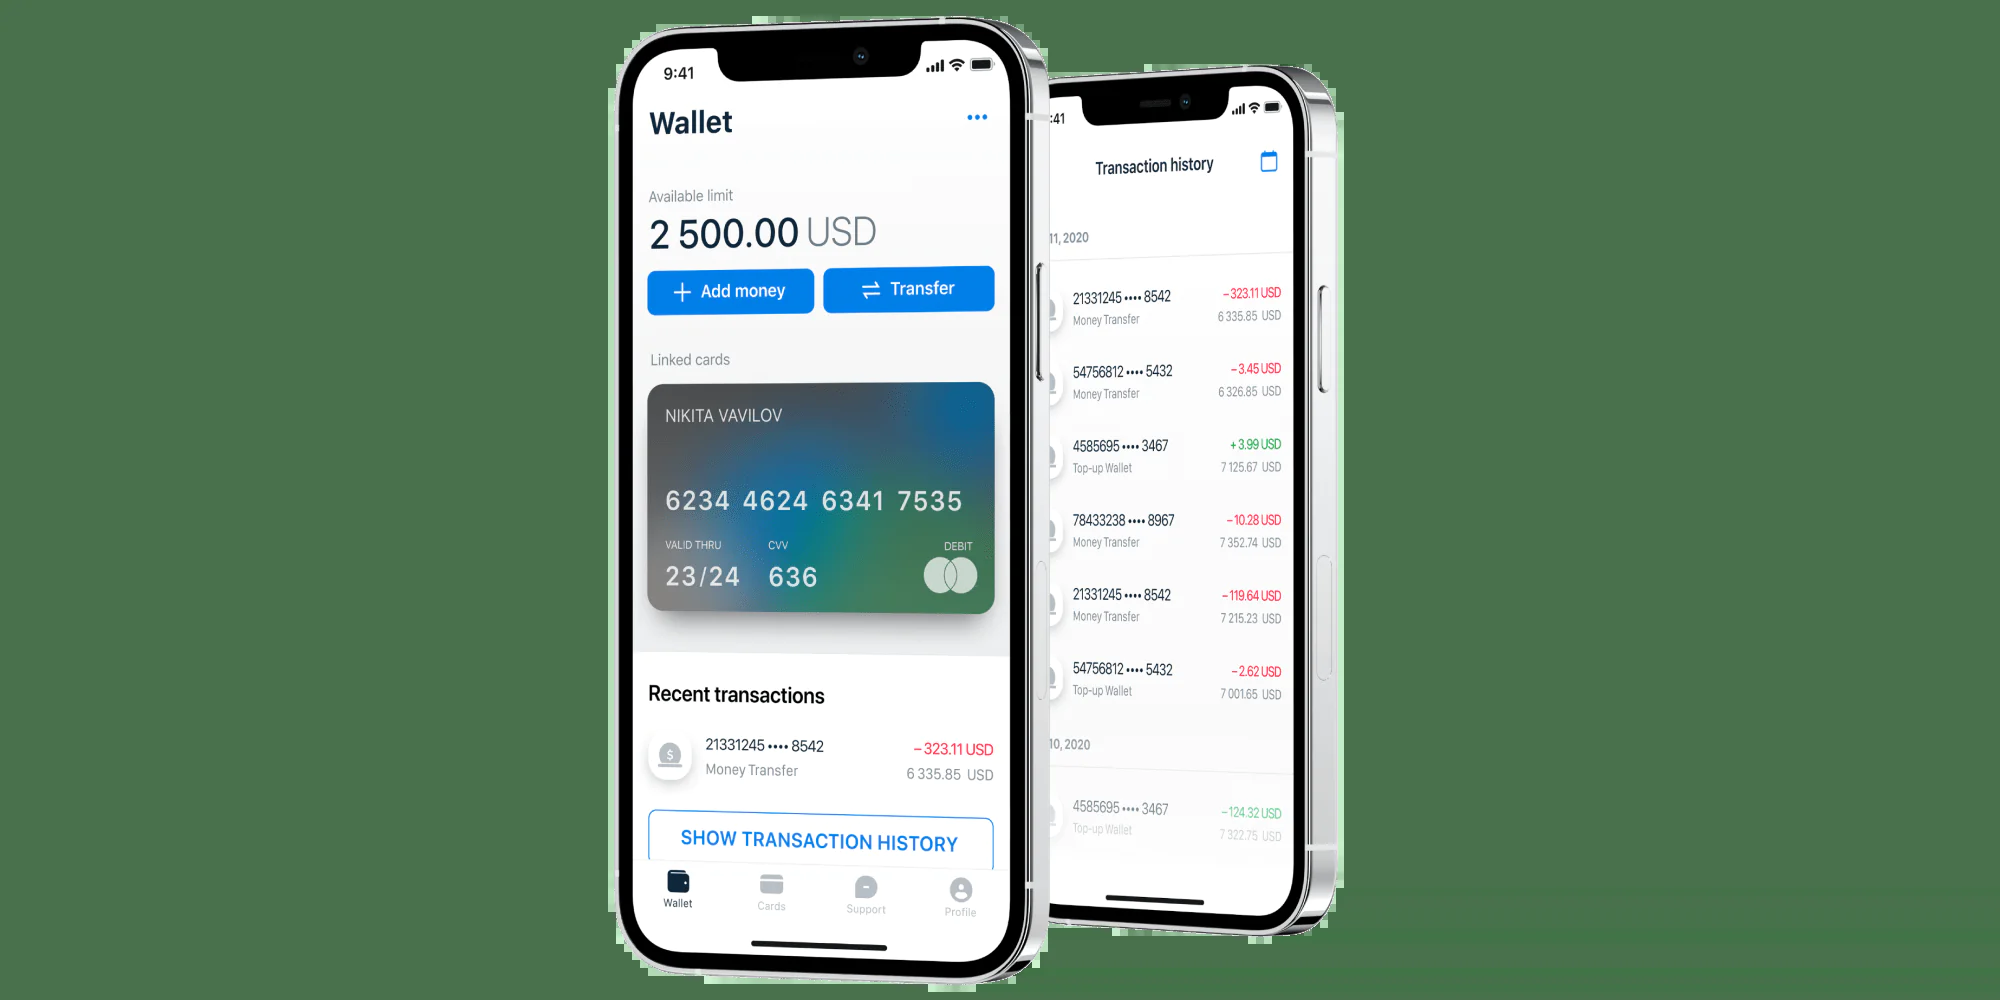 9:41
Wallet
Available limit
2 500.00 USD
Add money
Transfer
Linked cards
NIKITA VAVILOV
6234 4624 6341 7535
VALID THRU CVV DEBIT
23/24 636
Recent transactions
21331245 •••• 8542 –323.11 USD
Money Transfer 6 335.85 USD
SHOW TRANSACTION HISTORY
Wallet Cards Support Profile
:41
Transaction history
11, 2020
21331245 •••• 8542 –323.11 USD
Money Transfer 6 335.85 USD
54756812 •••• 5432 –3.45 USD
Money Transfer 6 326.85 USD
4585695 •••• 3467 +3.99 USD
Top-up Wallet 7 125.67 USD
78433238 •••• 8967 –10.28 USD
Money Transfer 7 352.74 USD
21331245 •••• 8542 –119.64 USD
Money Transfer 7 215.23 USD
54756812 •••• 5432 –2.62 USD
Top-up Wallet 7 001.65 USD
10, 2020
4585695 •••• 3467 –124.32 USD
Top-up Wallet 7 322.75 USD